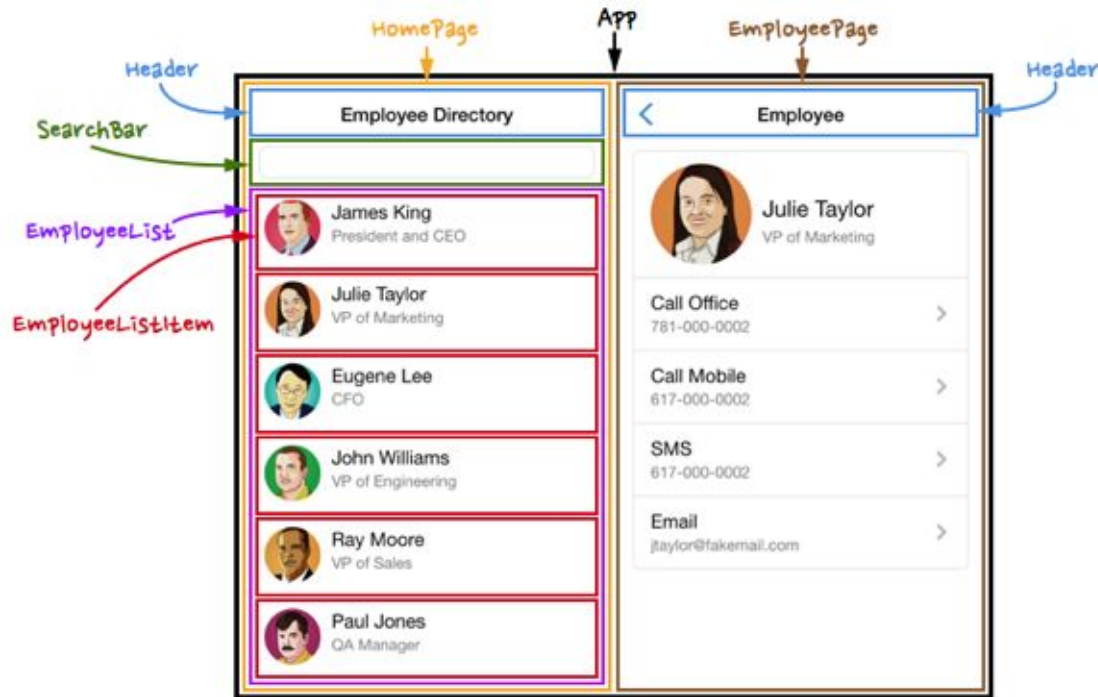 App
HomePage
EmployeePage
Header
Header
SearchBar
EmployeeList
EmployeeListItem
Employee Directory
James King
President and CEO
Julie Taylor
VP of Marketing
Eugene Lee
CFO
John Williams
VP of Engineering
Ray Moore
VP of Sales
Paul Jones
QA Manager
Employee
Julie Taylor
VP of Marketing
Call Office
781-000-0002
Call Mobile
617-000-0002
SMS
617-000-0002
Email
jtaylor@fakemail.com